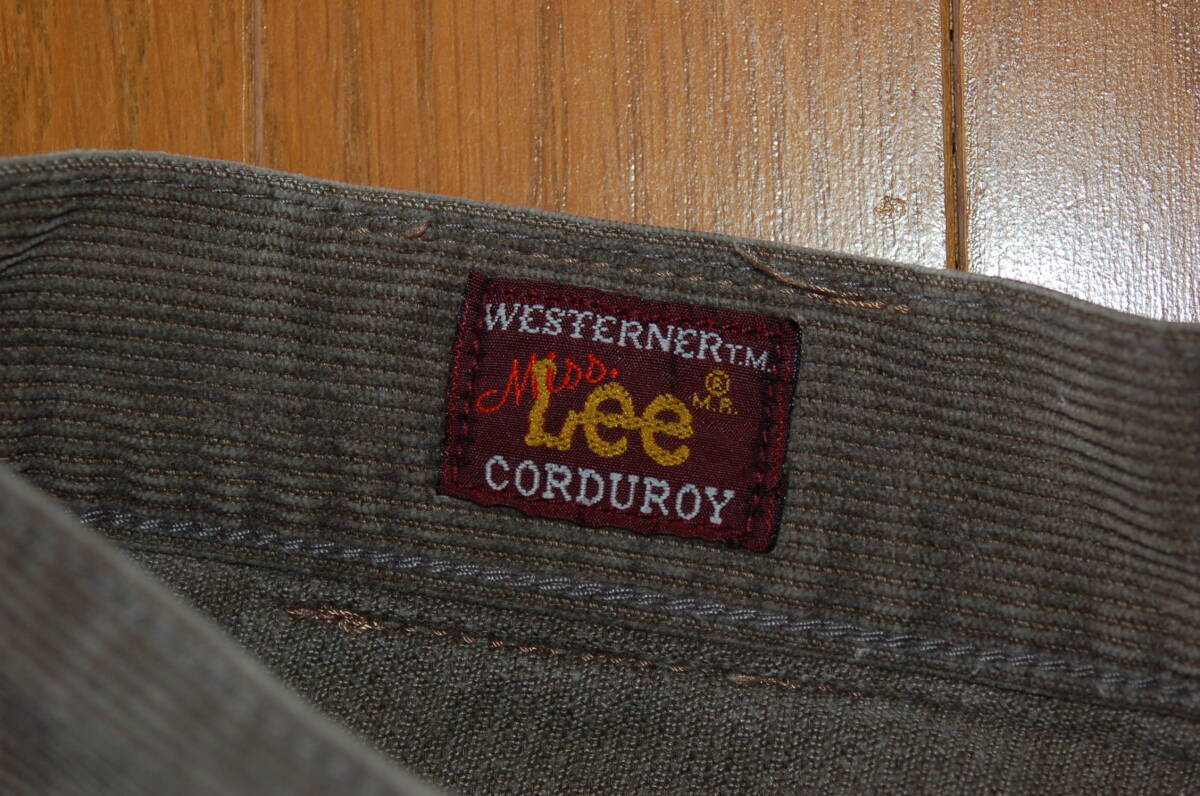 WESTERNER T.M.
Miss.
Lee ®
M.R.
CORDUROY